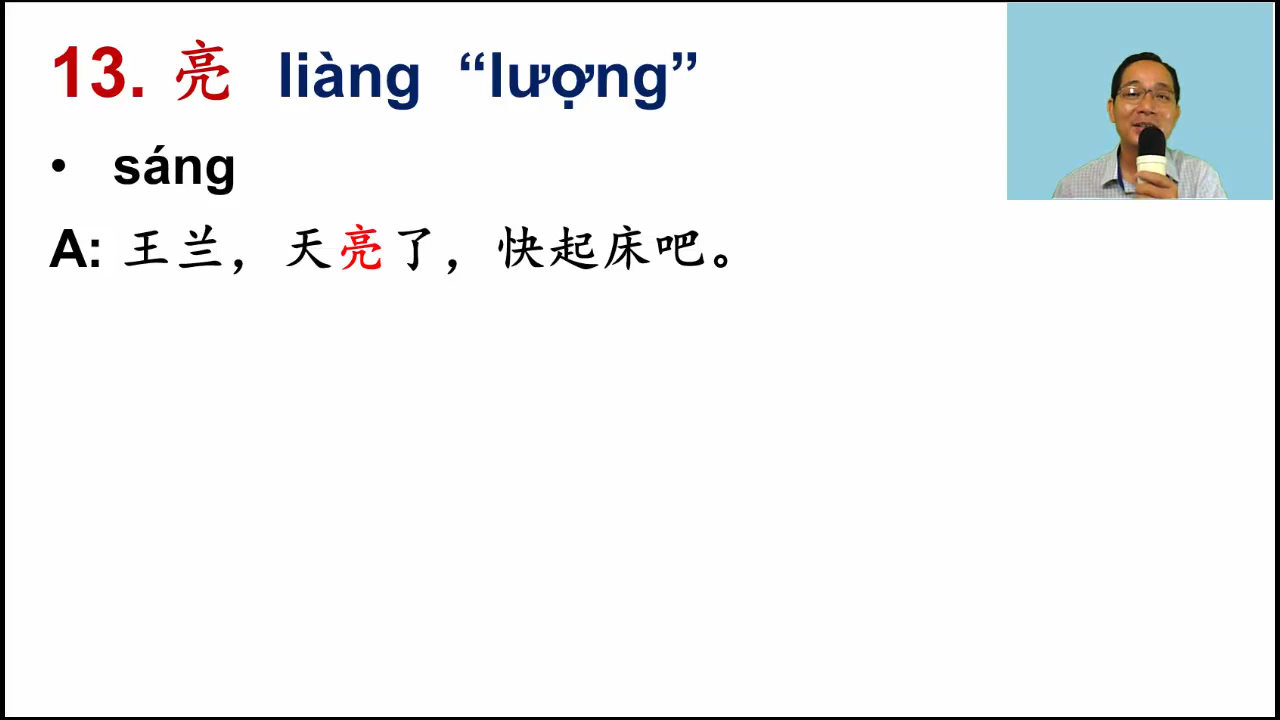 13. 亮 liàng “lượng”
• sáng
A: 王兰，天亮了，快起床吧。